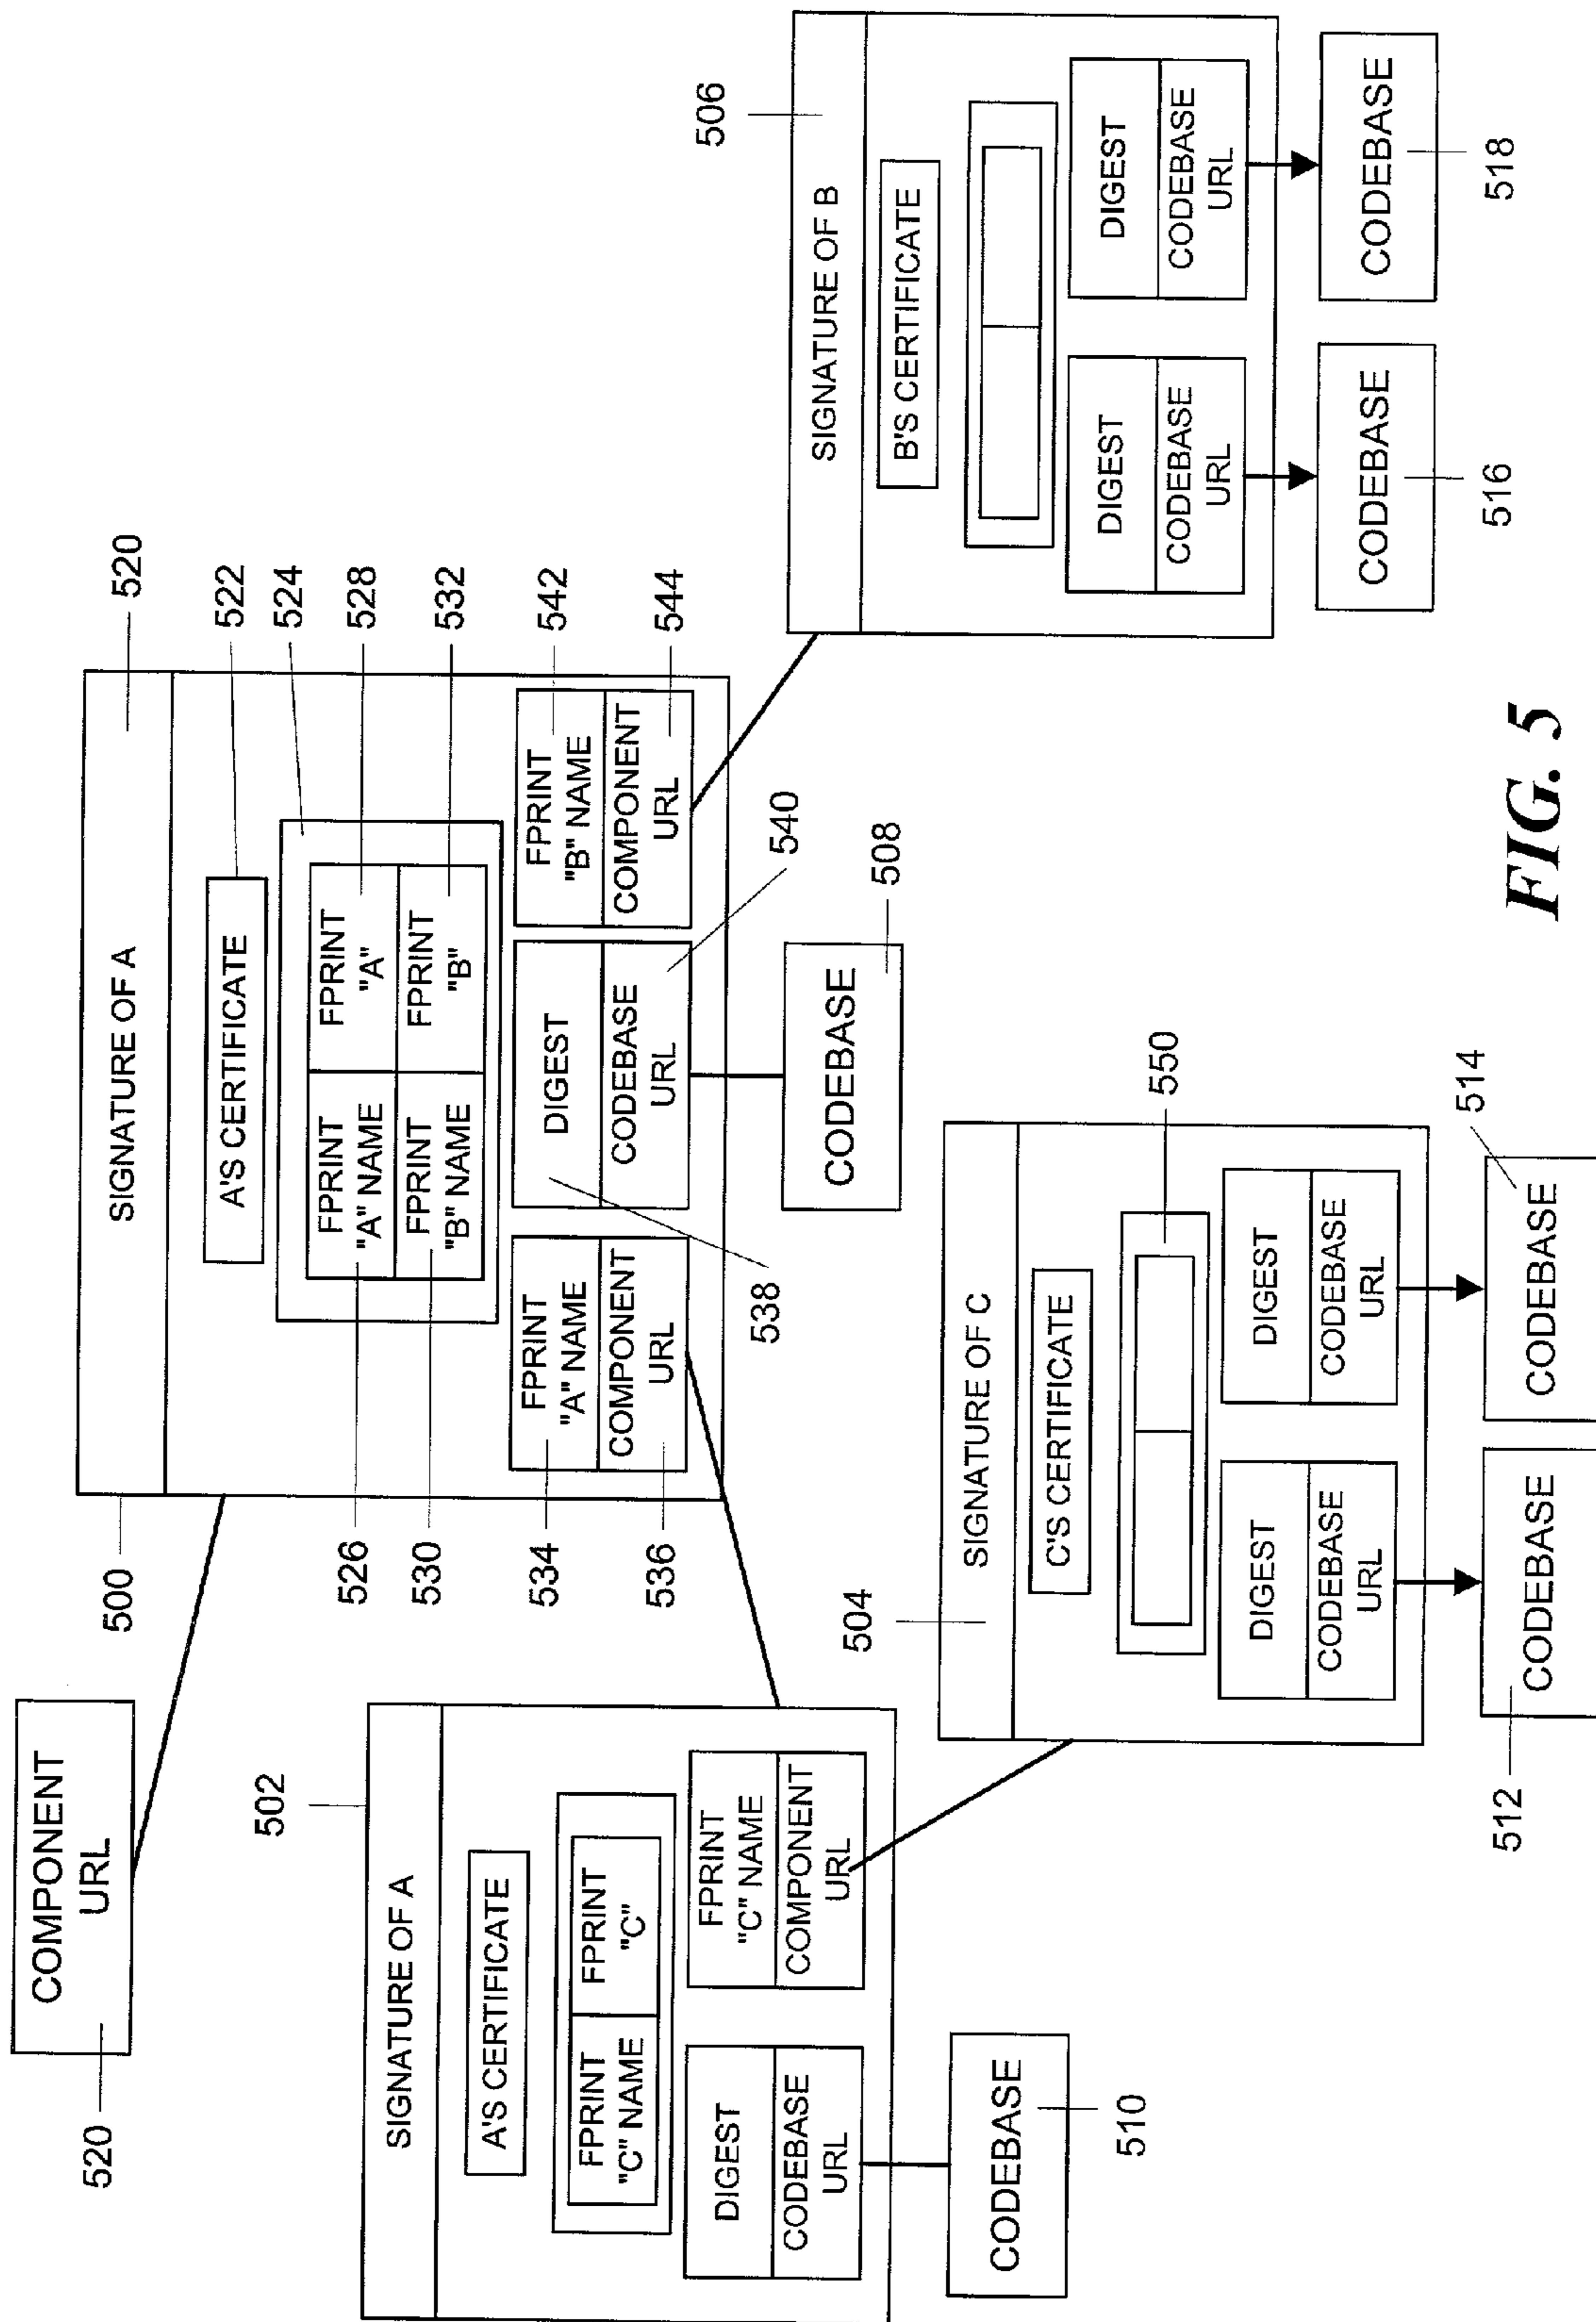 COMPONENT
URL
520
500
SIGNATURE OF A
520
A'S CERTIFICATE
522
524
FPRINT
"A" NAME
FPRINT
"A"
528
FPRINT
"B" NAME
FPRINT
"B"
532
526
530
534
536
FPRINT
"A" NAME
COMPONENT
URL
538
DIGEST
CODEBASE
URL
540
FPRINT
"B" NAME
COMPONENT
URL
542
544
CODEBASE
508
502
SIGNATURE OF A
A'S CERTIFICATE
FPRINT
"C" NAME
FPRINT
"C"
DIGEST
CODEBASE
URL
FPRINT
"C" NAME
COMPONENT
URL
CODEBASE
510
504
SIGNATURE OF C
C'S CERTIFICATE
550
DIGEST
CODEBASE
URL
DIGEST
CODEBASE
URL
CODEBASE
512
CODEBASE
514
506
SIGNATURE OF B
B'S CERTIFICATE
DIGEST
CODEBASE
URL
DIGEST
CODEBASE
URL
CODEBASE
516
CODEBASE
518
FIG. 5